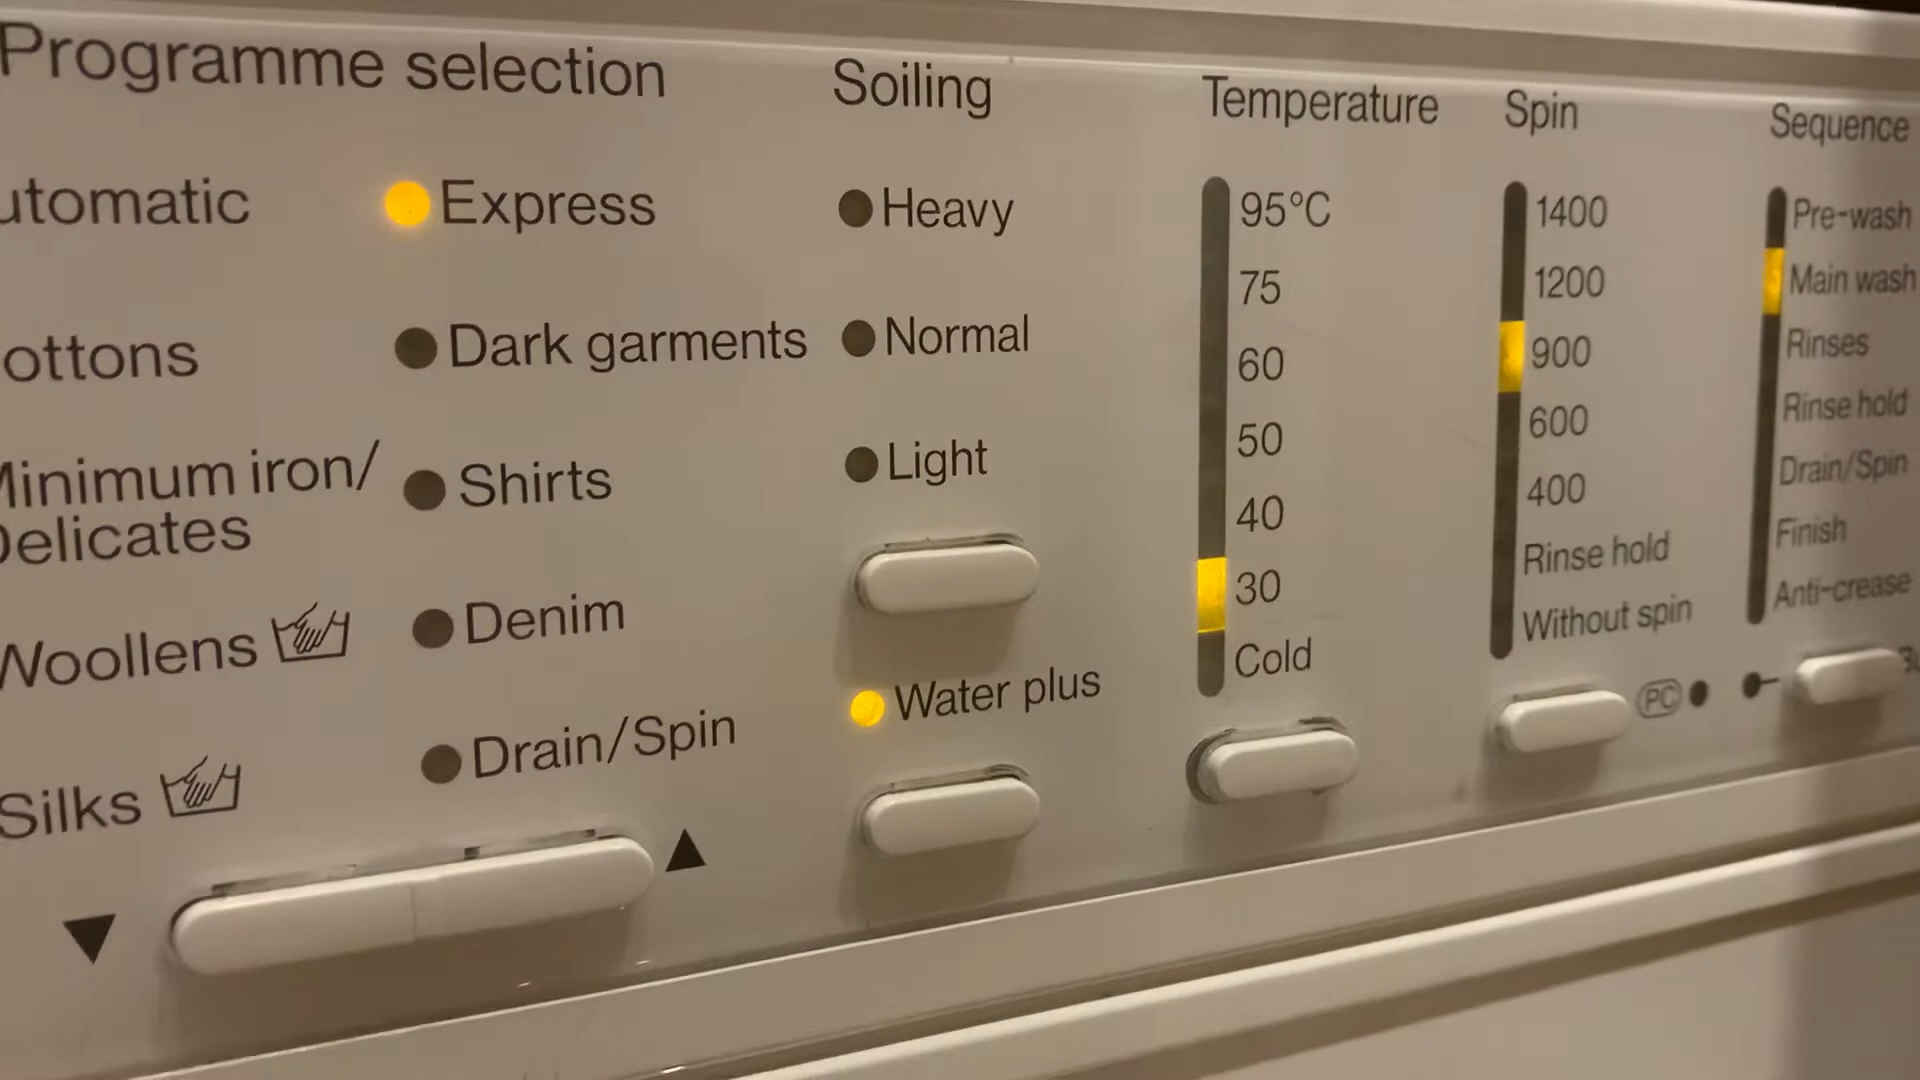 Programme selection
utomatic
ottons
Minimum iron/
Delicates
Woollens
Silks
Express
Dark garments
Shirts
Denim
Drain/Spin
Soiling
Heavy
Normal
Light
Water plus
Temperature
95°C
75
60
50
40
30
Cold
Spin
1400
1200
900
600
400
Rinse hold
Without spin
PC
Sequence
Pre-wash
Main wash
Rinses
Rinse hold
Drain/Spin
Finish
Anti-crease